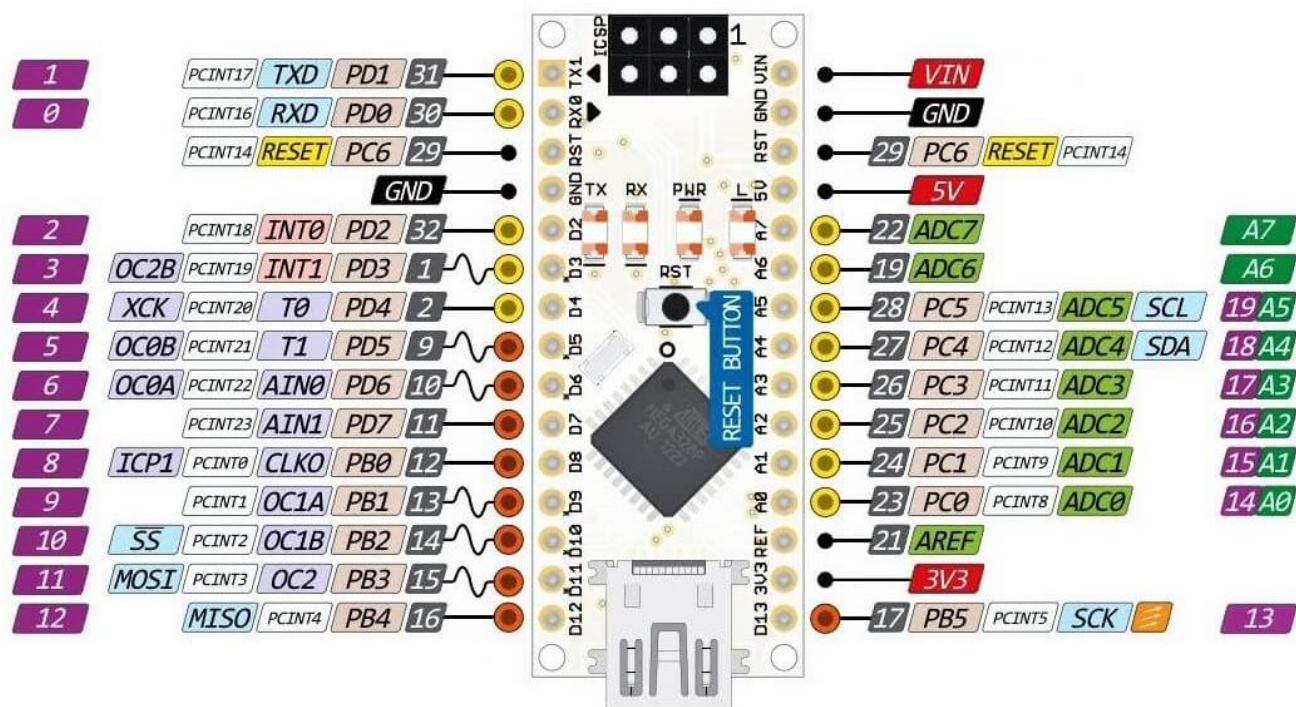 ICSP 1
1 PCINT17 TXD PD1 31 TX1 VIN VIN
0 PCINT16 RXD PD0 30 RX0 GND GND
PCINT14 RESET PC6 29 RST RST 29 PC6 RESET PCINT14
GND GND 5V 5V
TX RX PWR L
2 PCINT18 INT0 PD2 32 D2 A7 22 ADC7 A7
3 OC2B PCINT19 INT1 PD3 1 D3 A6 19 ADC6 A6
RST
4 XCK PCINT20 T0 PD4 2 D4 A5 28 PC5 PCINT13 ADC5 SCL 19 A5
5 OC0B PCINT21 T1 PD5 9 D5 A4 27 PC4 PCINT12 ADC4 SDA 18 A4
RESET BUTTON
6 OC0A PCINT22 AIN0 PD6 10 D6 A3 26 PC3 PCINT11 ADC3 17 A3
7 PCINT23 AIN1 PD7 11 D7 A2 25 PC2 PCINT10 ADC2 16 A2
8 ICP1 PCINT0 CLKO PB0 12 D8 A1 24 PC1 PCINT9 ADC1 15 A1
9 PCINT1 OC1A PB1 13 D9 A0 23 PC0 PCINT8 ADC0 14 A0
10 SS PCINT2 OC1B PB2 14 D10 REF 21 AREF
11 MOSI PCINT3 OC2 PB3 15 D11 3V3 3V3
12 MISO PCINT4 PB4 16 D12 D13 17 PB5 PCINT5 SCK 13